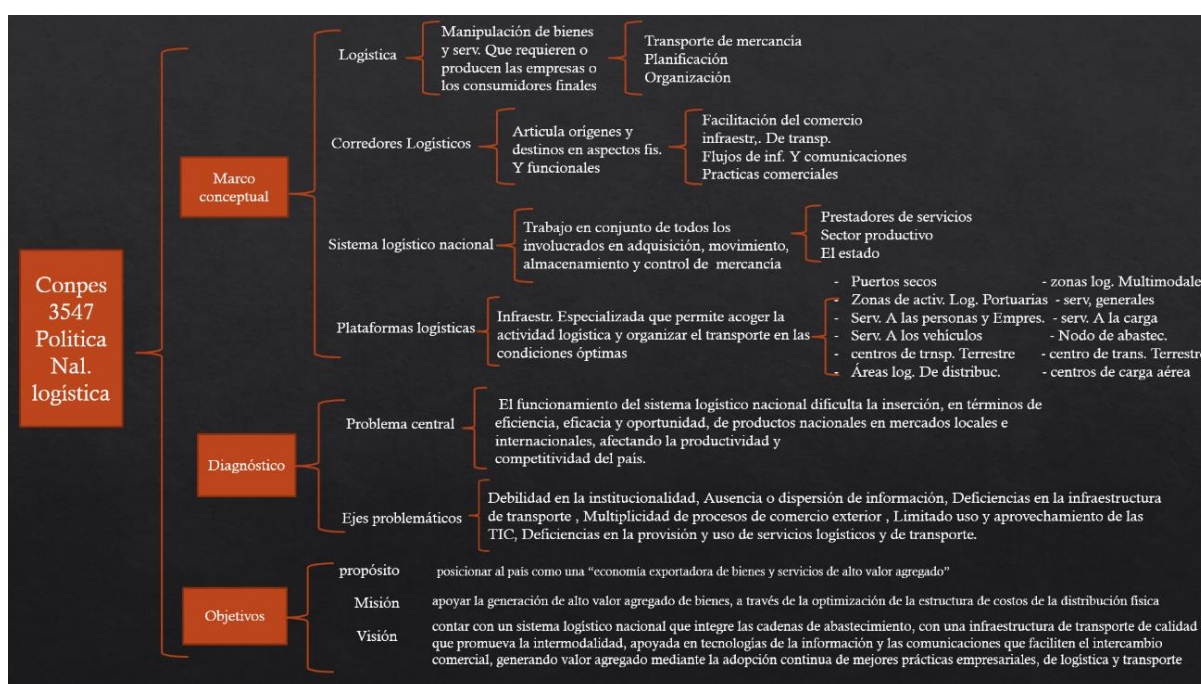 Conpes
3547
Politica
Nal.
logística
Marco
conceptual
Logística
Manipulación de bienes
y serv. Que requieren o
producen las empresas o
los consumidores finales
Transporte de mercancía
Planificación
Organización
Corredores Logísticos
Articula orígenes y
destinos en aspectos fis.
Y funcionales
Facilitación del comercio
infraestr,. De transp.
Flujos de inf. Y comunicaciones
Practicas comerciales
Sistema logístico nacional
Trabajo en conjunto de todos los
involucrados en adquisición, movimiento,
almacenamiento y control de mercancía
Prestadores de servicios
Sector productivo
El estado
Plataformas logísticas
Infraestr. Especializada que permite acoger la
actividad logística y organizar el transporte en las
condiciones óptimas
- Puertos secos - zonas log. Multimodale
- Zonas de activ. Log. Portuarias - serv, generales
- Serv. A las personas y Empres. - serv. A la carga
- Serv. A los vehículos - Nodo de abastec.
- centros de trnsp. Terrestre - centro de trans. Terrestre
- Áreas log. De distribuc. - centros de carga aérea
Diagnóstico
Problema central
El funcionamiento del sistema logístico nacional dificulta la inserción, en términos de
eficiencia, eficacia y oportunidad, de productos nacionales en mercados locales e
internacionales, afectando la productividad y
competitividad del país.
Ejes problemáticos
Debilidad en la institucionalidad, Ausencia o dispersión de información, Deficiencias en la infraestructura
de transporte , Multiplicidad de procesos de comercio exterior , Limitado uso y aprovechamiento de las
TIC, Deficiencias en la provisión y uso de servicios logísticos y de transporte.
Objetivos
propósito
posicionar al país como una “economía exportadora de bienes y servicios de alto valor agregado”
Misión
apoyar la generación de alto valor agregado de bienes, a través de la optimización de la estructura de costos de la distribución física
Visión
contar con un sistema logístico nacional que integre las cadenas de abastecimiento, con una infraestructura de transporte de calidad
que promueva la intermodalidad, apoyada en tecnologías de la información y las comunicaciones que faciliten el intercambio
comercial, generando valor agregado mediante la adopción continua de mejores prácticas empresariales, de logística y transporte